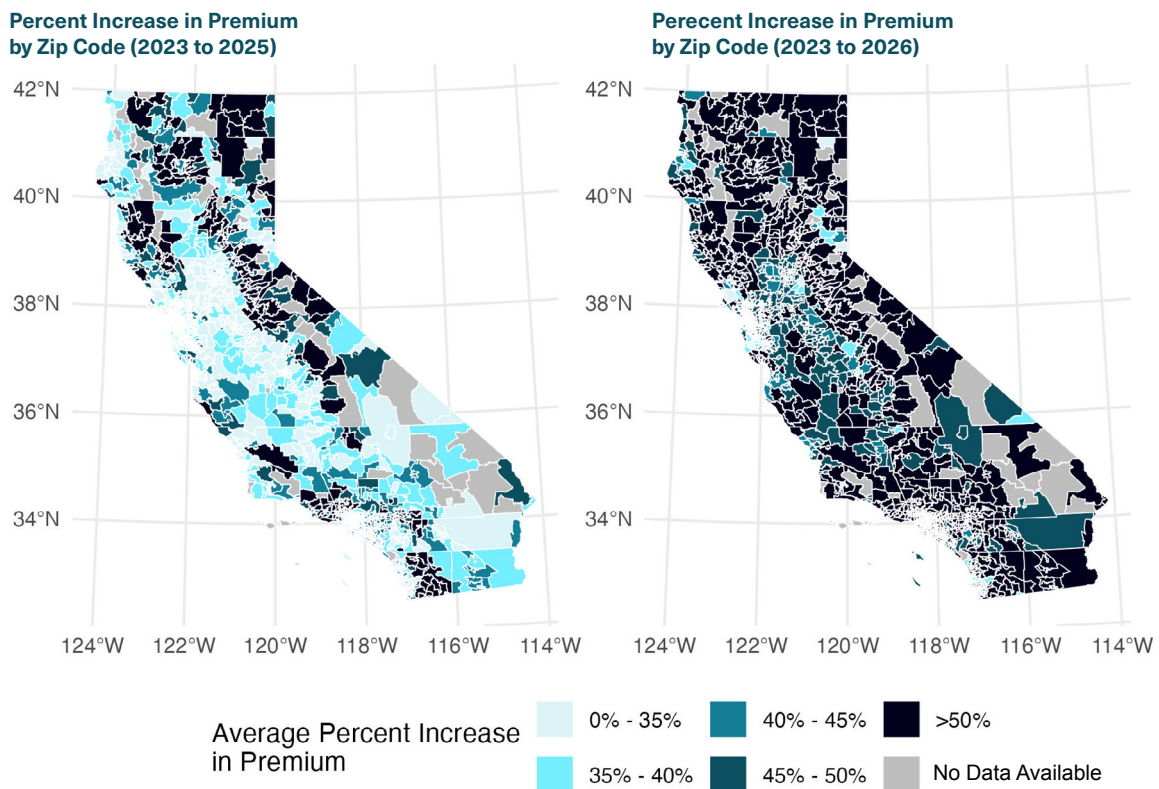 Percent Increase in Premium
by Zip Code (2023 to 2025)
Perecent Increase in Premium
by Zip Code (2023 to 2026)
42°N
40°N
38°N
36°N
34°N
124°W 122°W 120°W 118°W 116°W 114°W
42°N
40°N
38°N
36°N
34°N
124°W 122°W 120°W 118°W 116°W 114°W
Average Percent Increase
in Premium
0% - 35%
35% - 40%
40% - 45%
45% - 50%
>50%
No Data Available